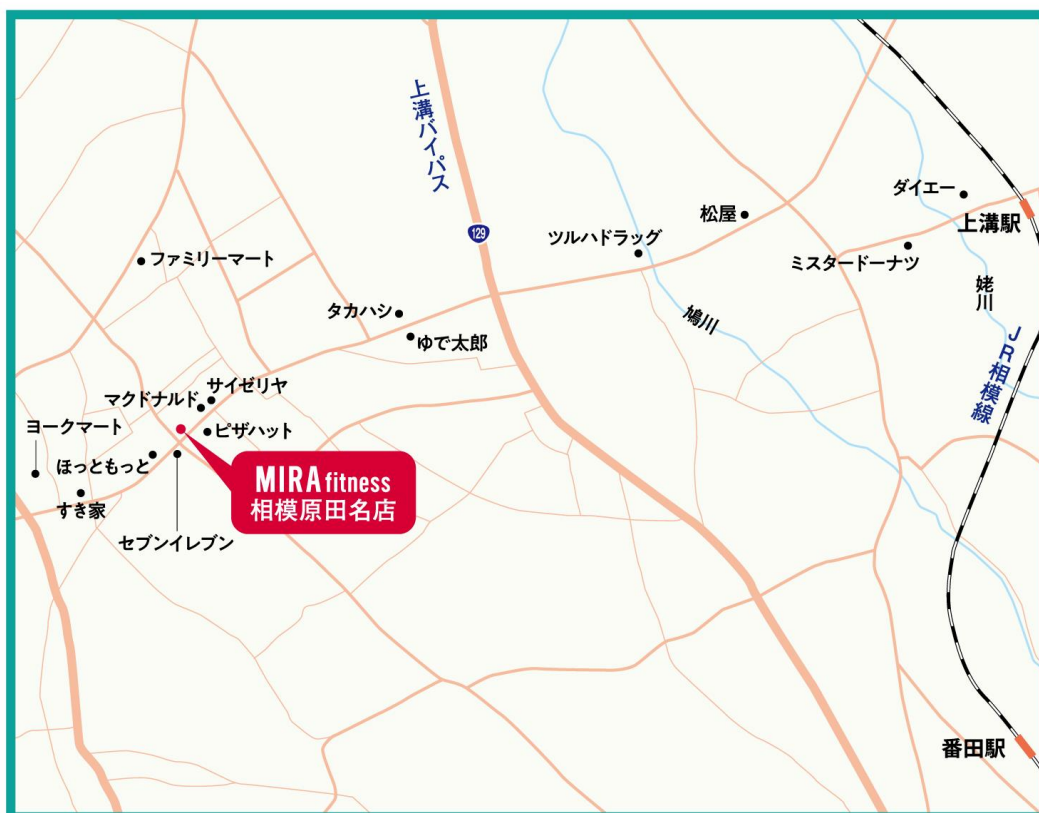 上溝バイパス
129
ダイエー
上溝駅
松屋
ツルハドラッグ
ミスタードーナツ
ファミリーマート
姥川
タカハシ
鳩川
ゆで太郎
JR相模線
サイゼリヤ
マクドナルド
ヨークマート
ピザハット
ほっともっと
MIRA fitness
相模原田名店
すき家
セブンイレブン
番田駅